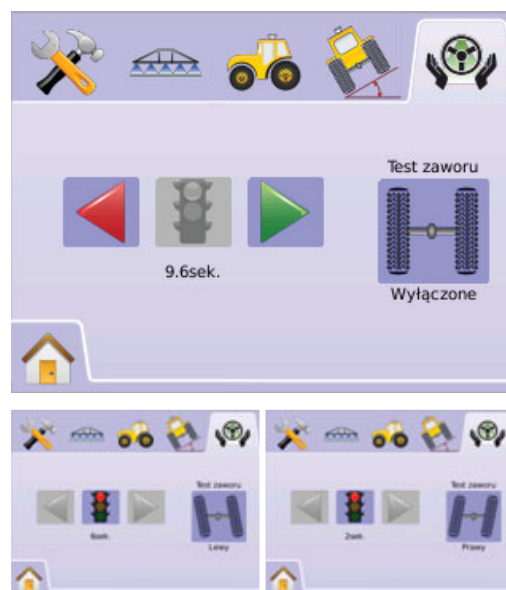 Test zaworu
9.6sek.
Wyłączone
Test zaworu
6sek.
Lewy
Test zaworu
2sek.
Prawy